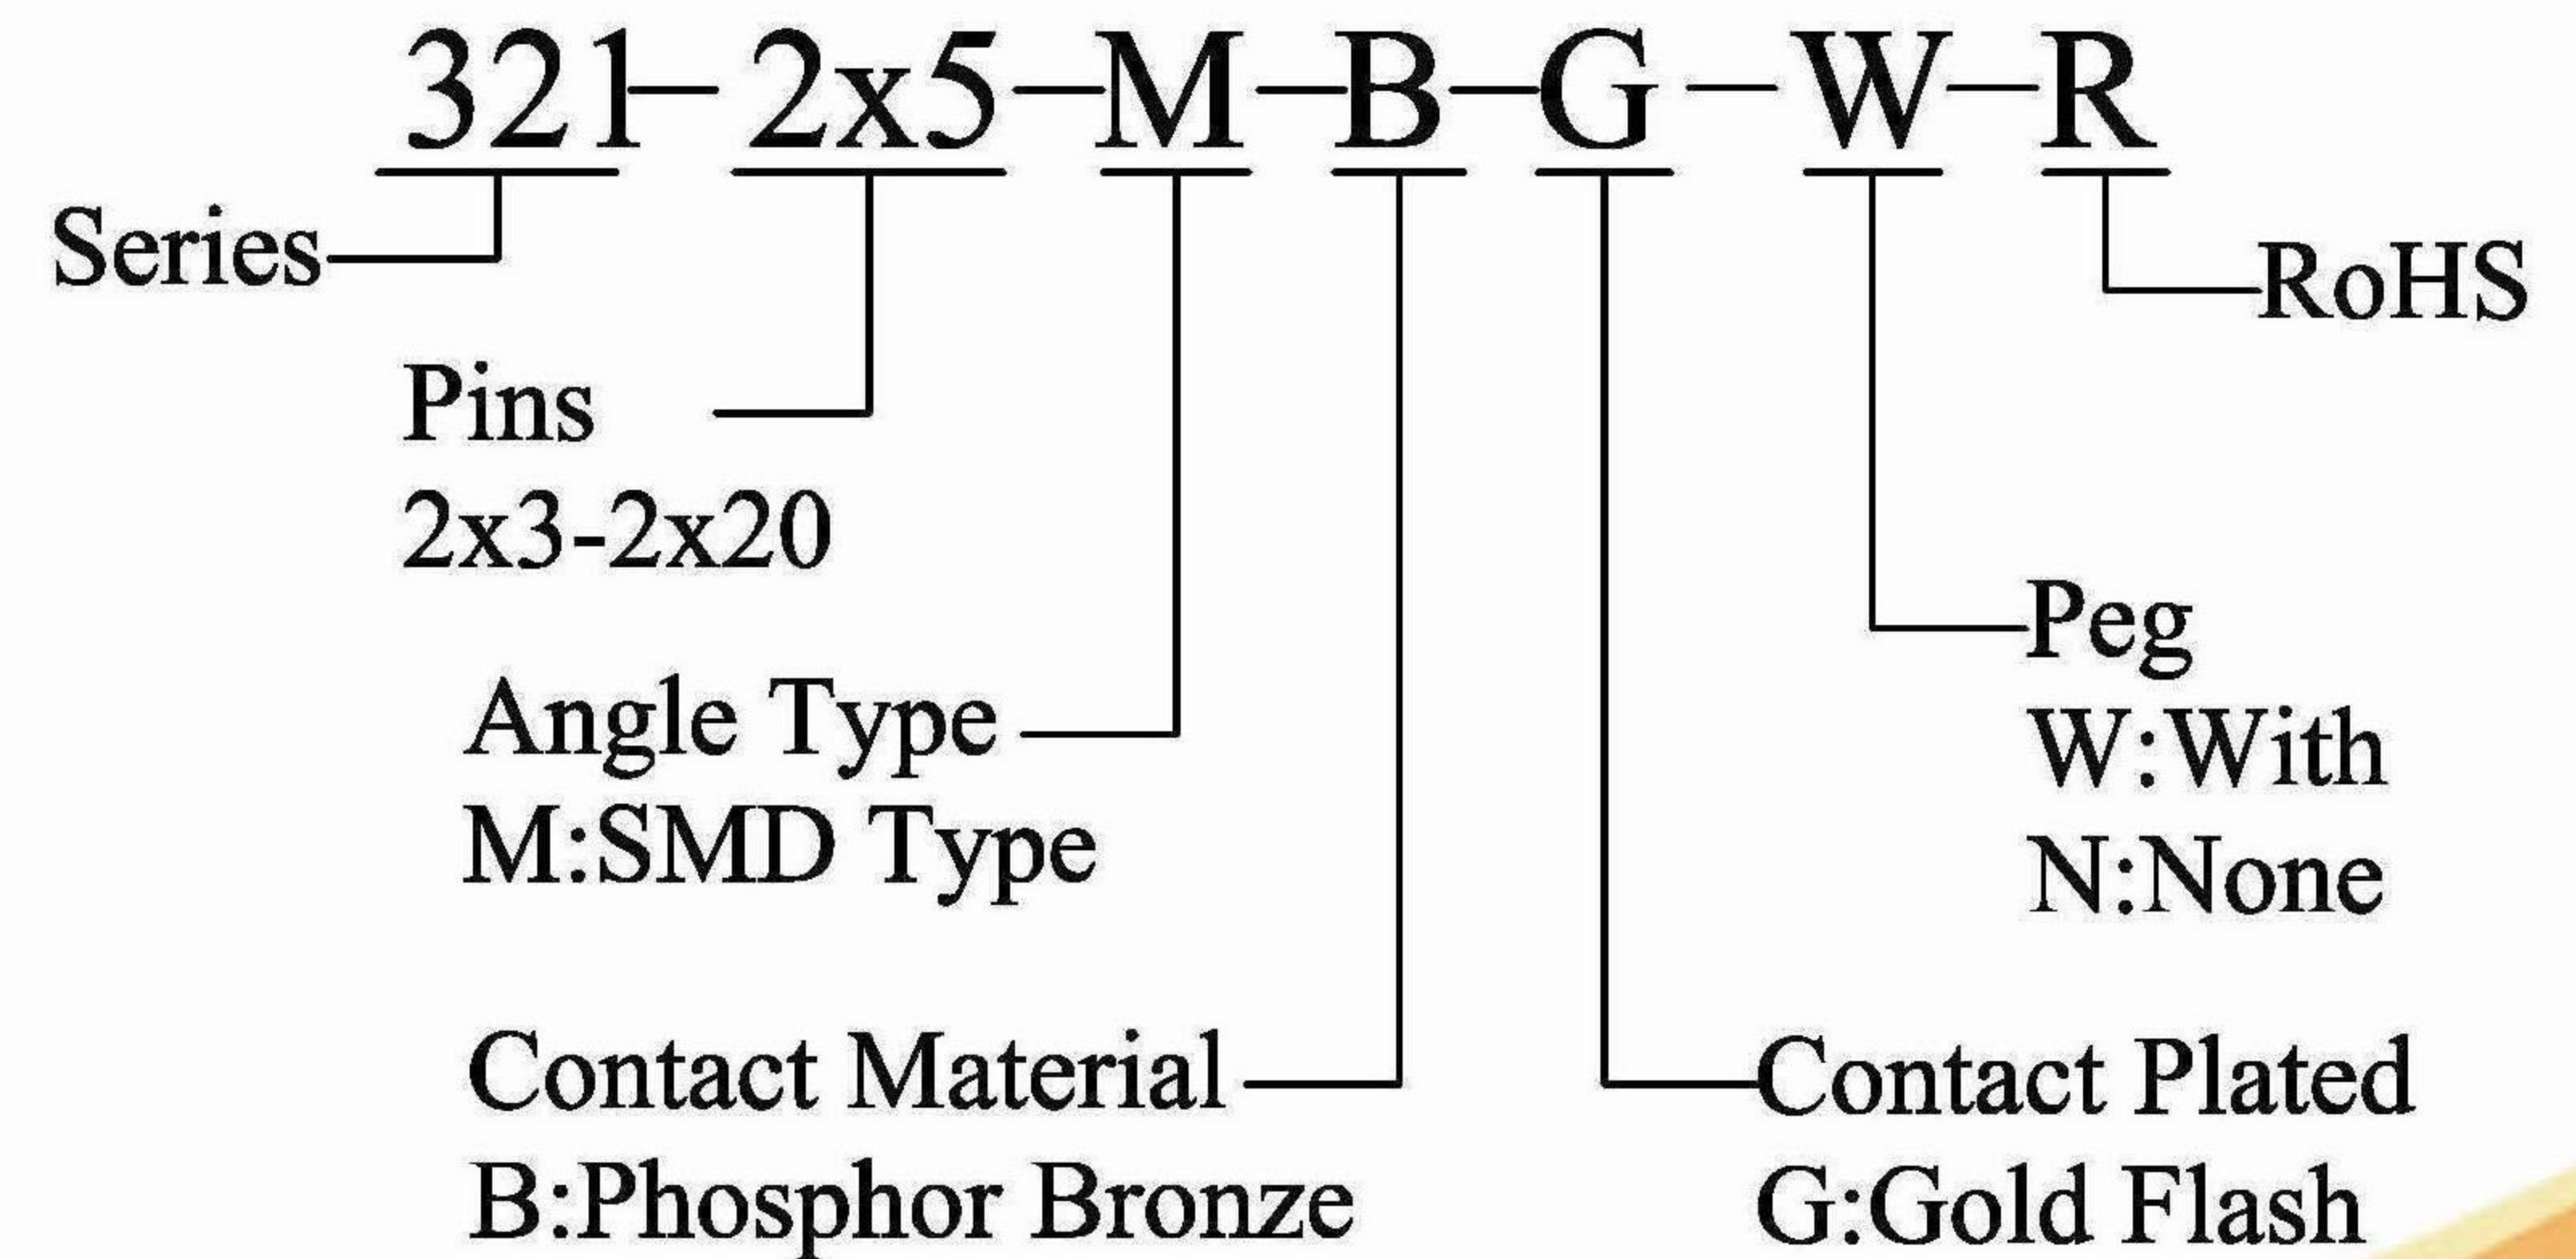 321-2x5-M-B-G-W-R
Series
RoHS
Pins
2x3-2x20
Peg
W:With
N:None
Angle Type
M:SMD Type
Contact Material
B:Phosphor Bronze
Contact Plated
G:Gold Flash